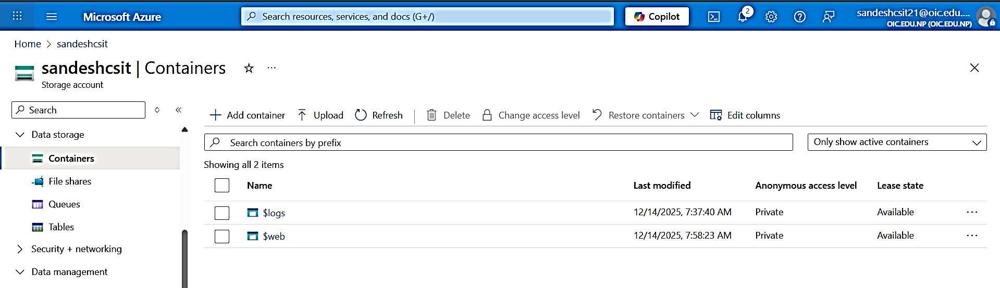 Microsoft Azure
Search resources, services, and docs (G+/)
Copilot
2
sandeshcsit21@oic.edu....
OIC.EDU.NP (OIC.EDU.NP)
Home > sandeshcsit
sandeshcsit | Containers
Storage account
Search
Add container Upload Refresh Delete Change access level Restore containers Edit columns
Data storage
Containers
File shares
Queues
Tables
Security + networking
Data management
Search containers by prefix
Only show active containers
Showing all 2 items
Name Last modified Anonymous access level Lease state
$logs 12/14/2025, 7:37:40 AM Private Available
$web 12/14/2025, 7:58:23 AM Private Available